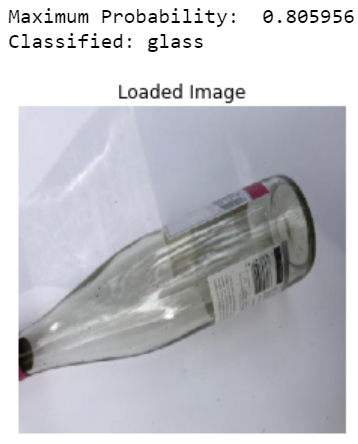 Maximum Probability:  0.805956
Classified: glass
Loaded Image